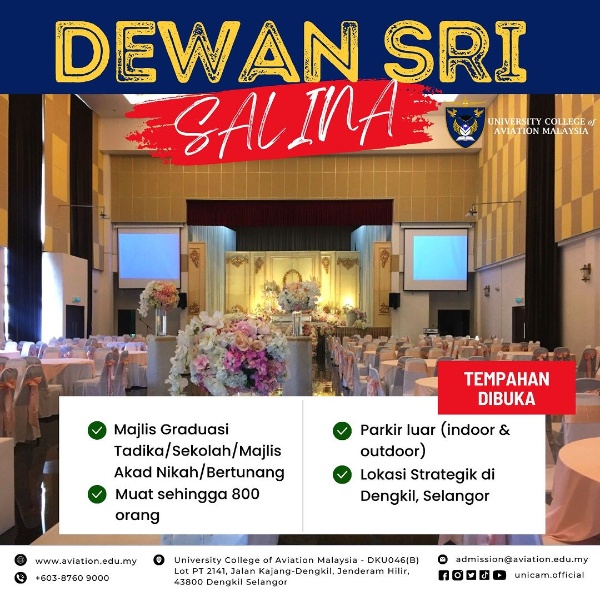 DEWAN SRI
SALINA
UNIVERSITY COLLEGE of
AVIATION MALAYSIA
TEMPAHAN
DIBUKA
Majlis Graduasi
Tadika/Sekolah/Majlis
Akad Nikah/Bertunang
Muat sehingga 800
orang
Parkir luar (indoor &
outdoor)
Lokasi Strategik di
Dengkil, Selangor
www.aviation.edu.my
+603-8760 9000
University College of Aviation Malaysia - DKU046(B)
Lot PT 2141, Jalan Kajang-Dengkil, Jenderam Hilir,
43800 Dengkil Selangor
admission@aviation.edu.my
unicam.official